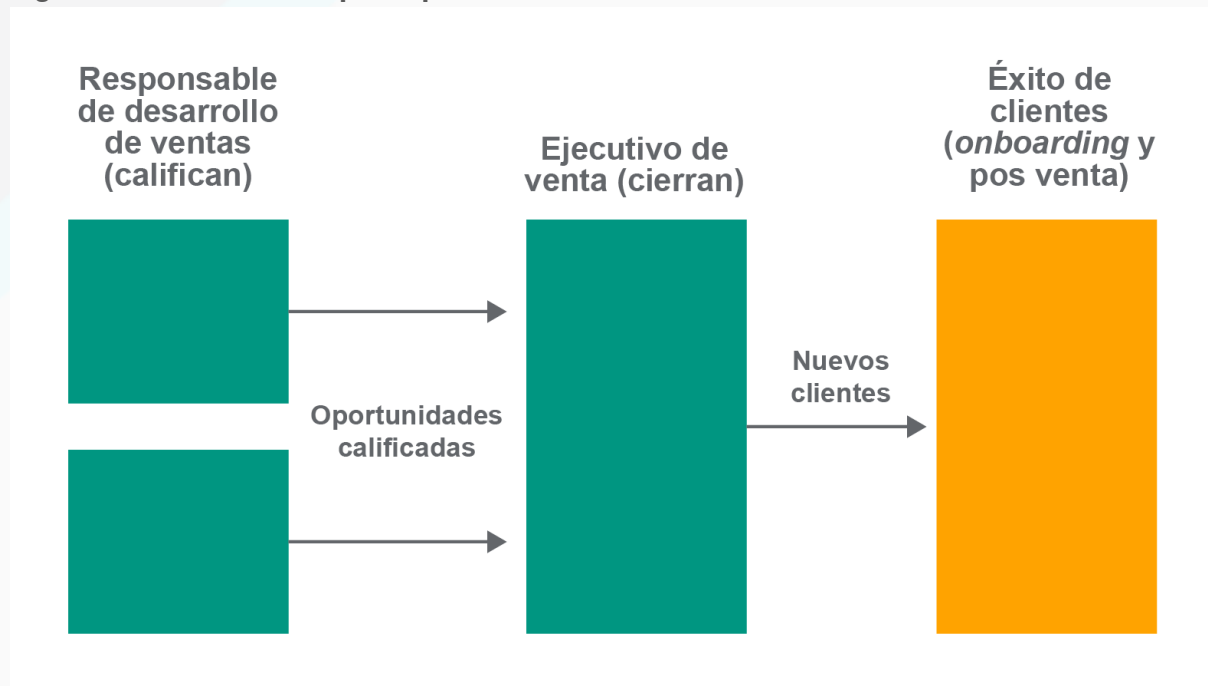 Responsable
de desarrollo
de ventas
(califican)
Ejecutivo de
venta (cierran)
Éxito de
clientes
(onboarding y
pos venta)
Oportunidades
calificadas
Nuevos
clientes